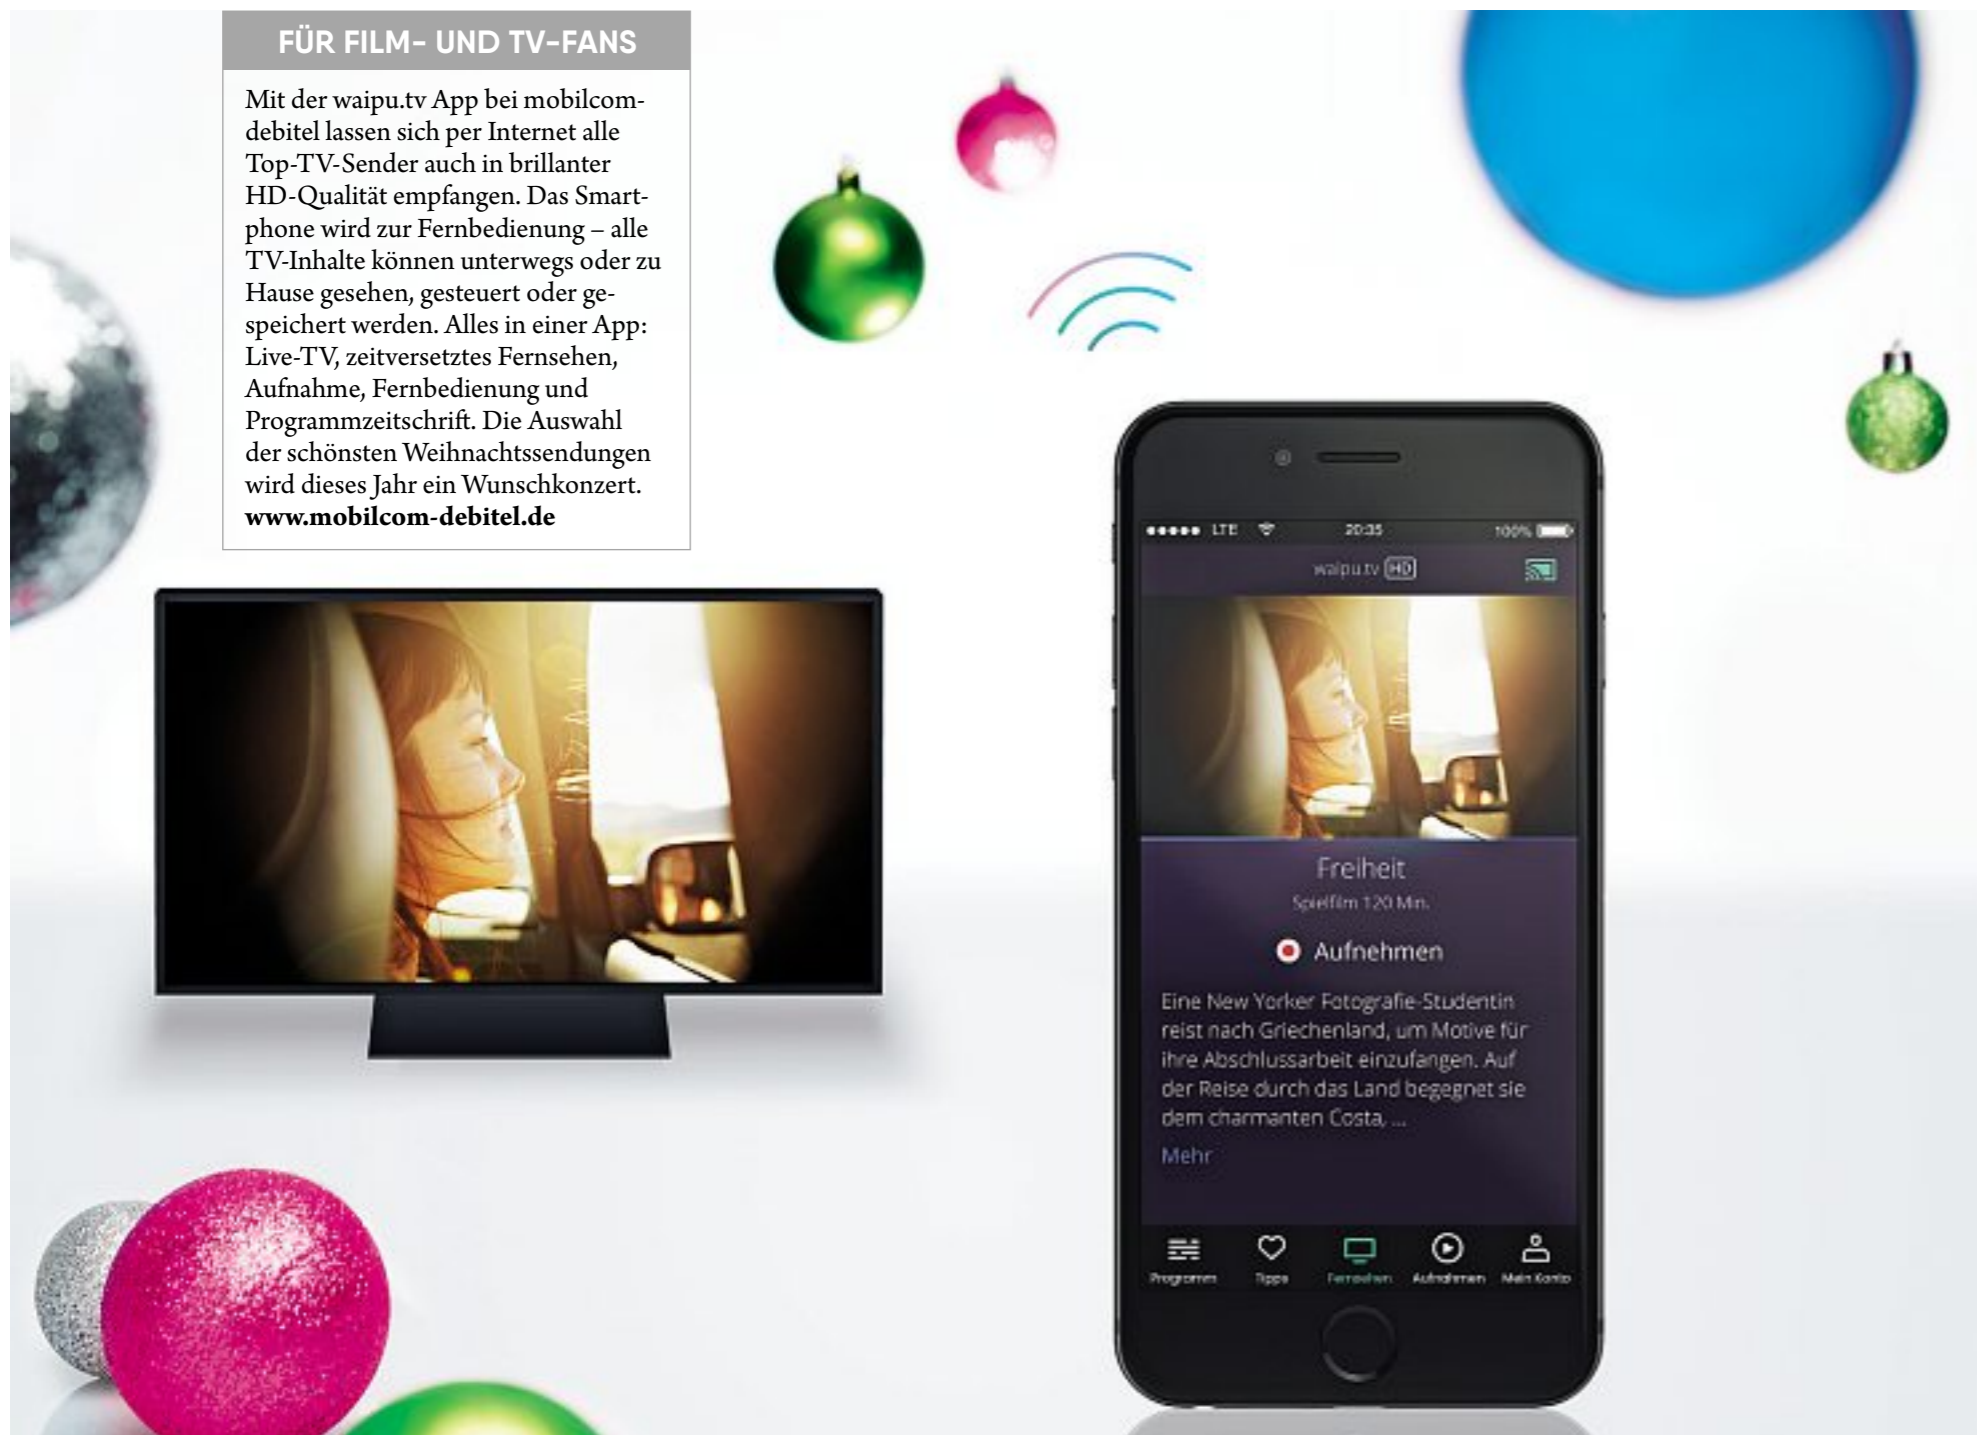 FÜR FILM- UND TV-FANS
Mit der waipu.tv App bei mobilcom-
debitel lassen sich per Internet alle
Top-TV-Sender auch in brillanter
HD-Qualität empfangen. Das Smart-
phone wird zur Fernbedienung – alle
TV-Inhalte können unterwegs oder zu
Hause gesehen, gesteuert oder ge-
speichert werden. Alles in einer App:
Live-TV, zeitversetztes Fernsehen,
Aufnahme, Fernbedienung und
Programmzeitschrift. Die Auswahl
der schönsten Weihnachtssendungen
wird dieses Jahr ein Wunschkonzert.
www.mobilcom-debitel.de
LTE 20:35 100%
waipu.tv HD
Freiheit
Spielfilm 120 Min.
Aufnehmen
Eine New Yorker Fotografie-Studentin
reist nach Griechenland, um Motive für
ihre Abschlussarbeit einzufangen. Auf
der Reise durch das Land begegnet sie
dem charmanten Costa, ...
Mehr
Programm Tipps Fernsehen Aufnahmen Mein Konto